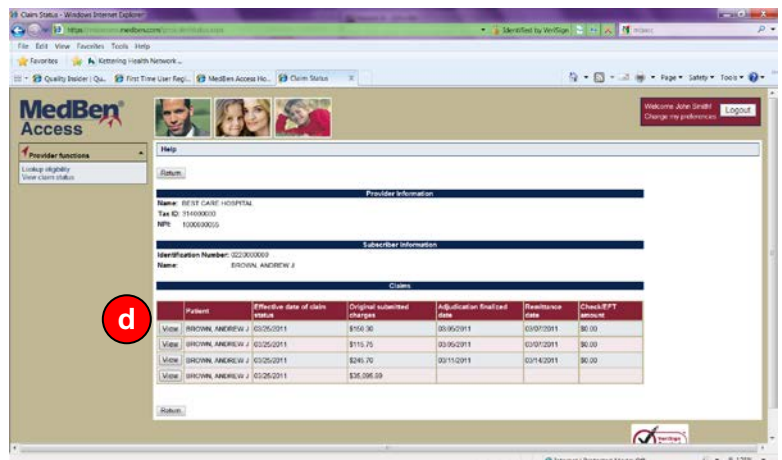 Claim Status - Windows Internet Explorer
Identified by VeriSign
File Edit View Favorites Tools Help
Favorites Kettering Health Network...
Quality Insider | Qu... First Time User Regi... MedBen Access Ho... Claim Status X
Page Safety Tools
MedBen Access
Welcome John Smith!
Change my preferences
Logout
Provider functions
Lookup eligibility
View claim status
Help
Return
Provider Information
Name: BEST CARE HOSPITAL
Tax ID: 314000000
NPI:
Subscriber Information
Identification Number:
Name: BROWN, ANDREW J
Claims
d
Patient Effective date of claim status Original submitted charges Adjudication finalized date Remittance date Check/EFT amount
View BROWN, ANDREW J 03/25/2011 $150.30 03/05/2011 03/07/2011 $0.00
View BROWN, ANDREW J 03/25/2011 $115.75 03/05/2011 03/07/2011 $0.00
View BROWN, ANDREW J 03/25/2011 $245.70 03/11/2011 03/14/2011 $0.00
View BROWN, ANDREW J 03/25/2011
Return
VeriSign